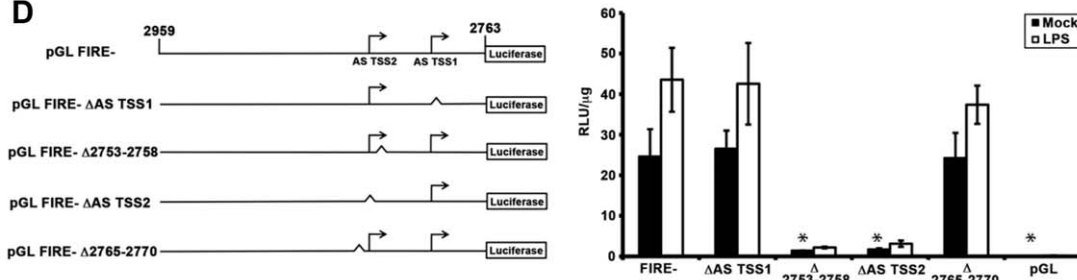 D
2959 2763
pGL FIRE- AS TSS2 AS TSS1 Luciferase
pGL FIRE- ΔAS TSS1 Luciferase
pGL FIRE- Δ2753-2758 Luciferase
pGL FIRE- ΔAS TSS2 Luciferase
pGL FIRE- Δ2765-2770 Luciferase
RLU/µg
60
50
40
30
20
10
0
Mock
LPS
* * *
FIRE- ΔAS TSS1 Δ 2753-2758 ΔAS TSS2 Δ 2765-2770 pGL